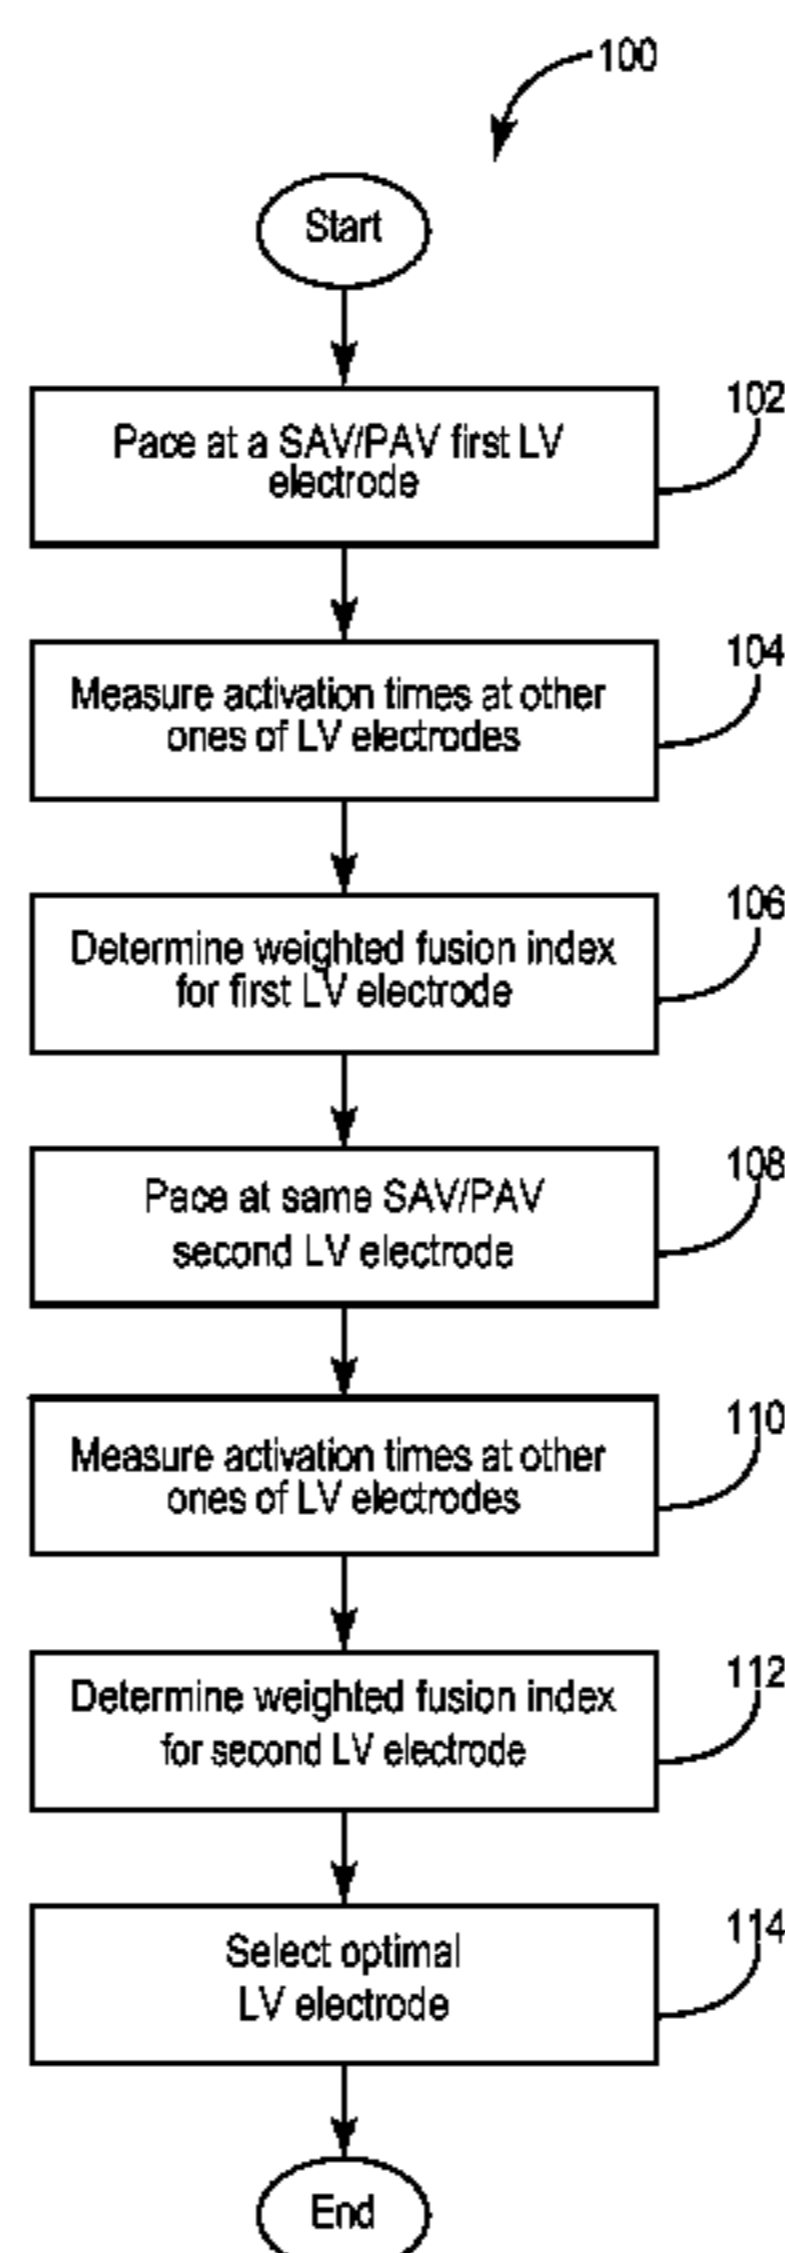 100
Start
102
Pace at a SAV/PAV first LV
electrode
104
Measure activation times at other
ones of LV electrodes
106
Determine weighted fusion index
for first LV electrode
108
Pace at same SAV/PAV
second LV electrode
110
Measure activation times at other
ones of LV electrodes
112
Determine weighted fusion index
for second LV electrode
114
Select optimal
LV electrode
End